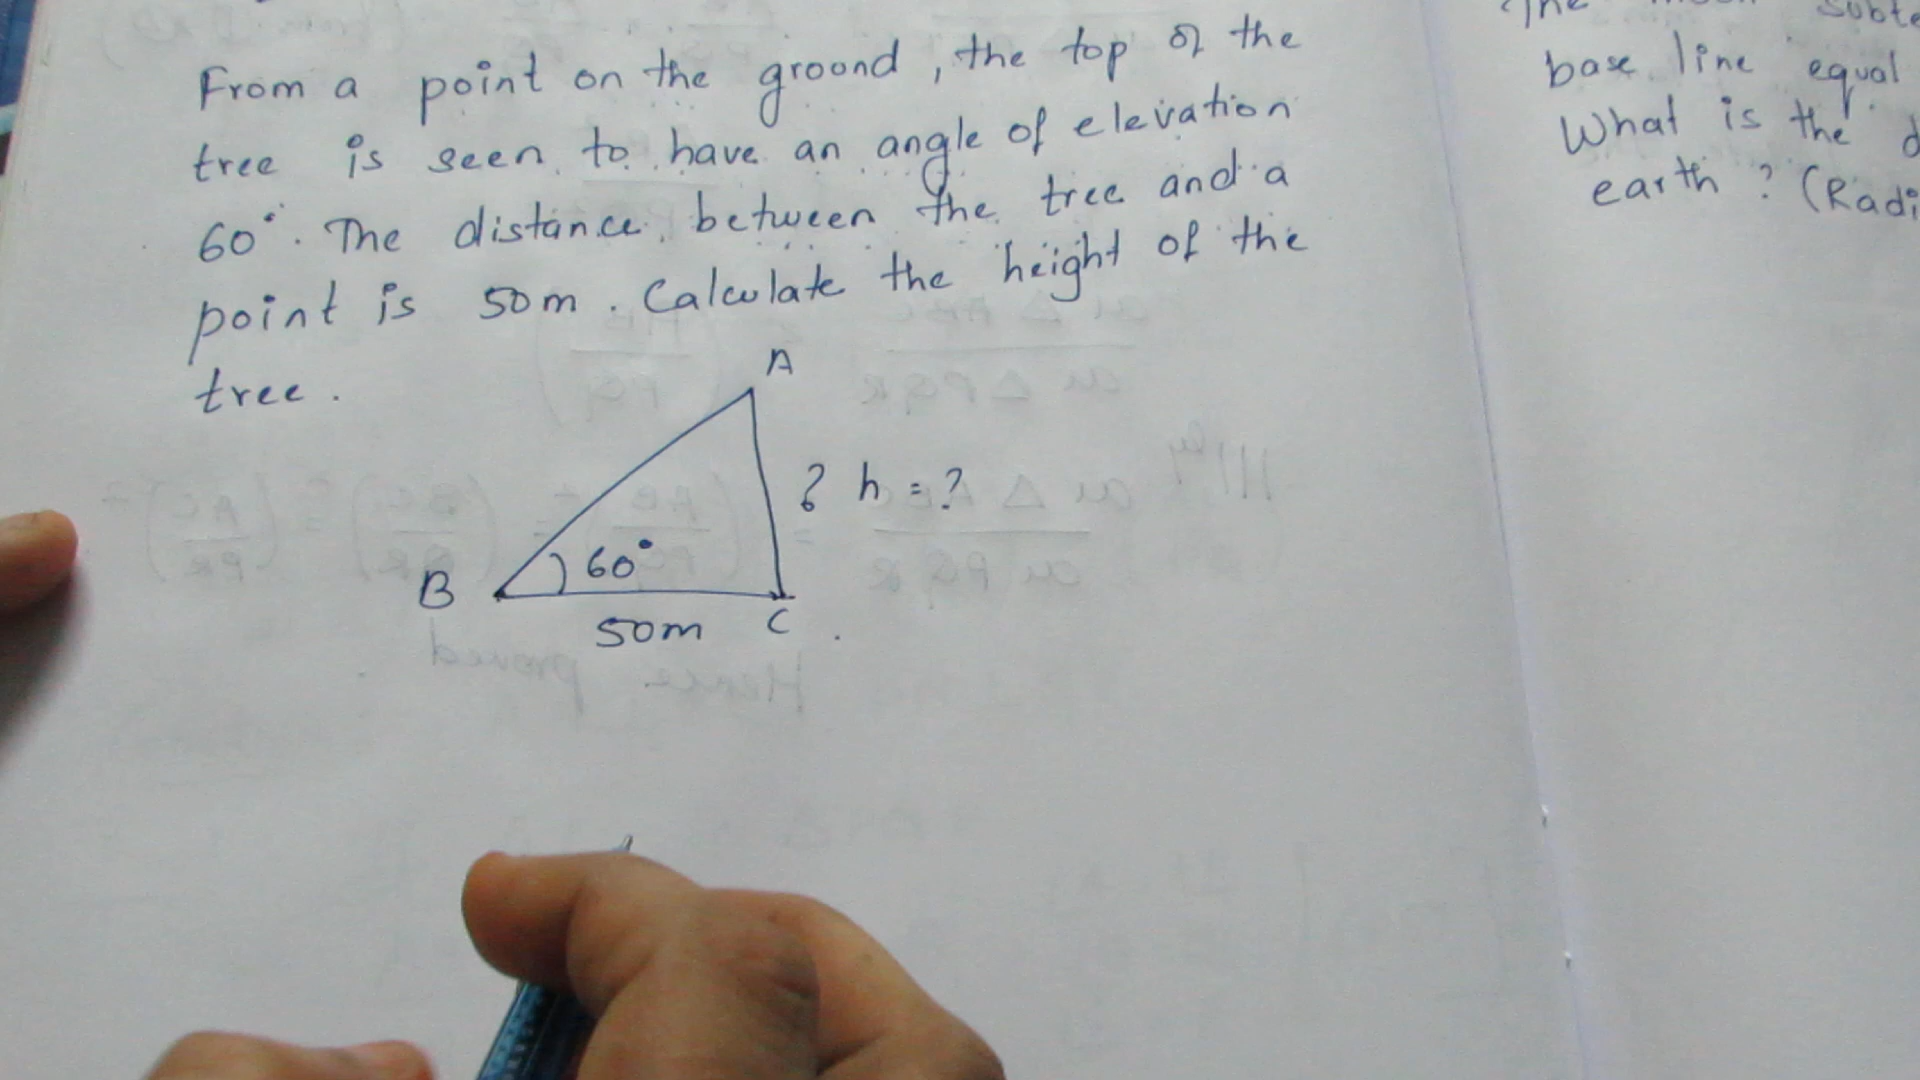 From a point on the ground, the top of the
tree is seen to have an angle of elevation
60°. The distance between the tree and a
point is 50m. Calculate the height of the
tree.
A
? h = ?
60°
B
50m C
The
base line equal
What is the
earth ? (Radi